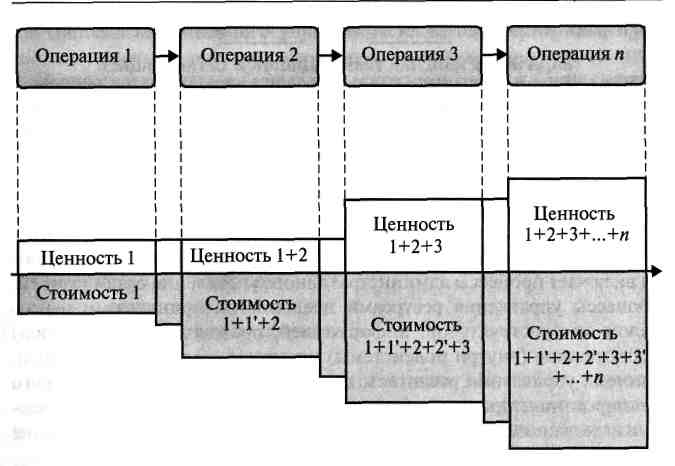 Операция 1
Операция 2
Операция 3
Операция n
Ценность 1
Ценность 1+2
Ценность
1+2+3
Ценность
1+2+3+...+n
Стоимость 1
Стоимость
1+1'+2
Стоимость
1+1'+2+2'+3
Стоимость
1+1'+2+2'+3+3'
+...+n